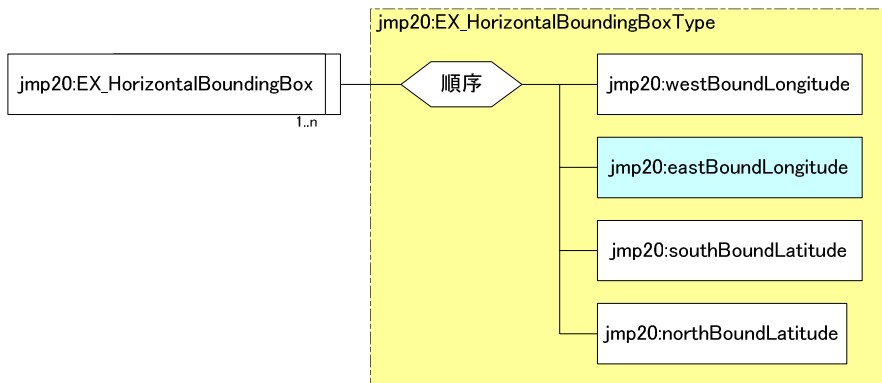 jmp20:EX_HorizontalBoundingBoxType
jmp20:EX_HorizontalBoundingBox
1..n
順序
jmp20:westBoundLongitude
jmp20:eastBoundLongitude
jmp20:southBoundLatitude
jmp20:northBoundLatitude